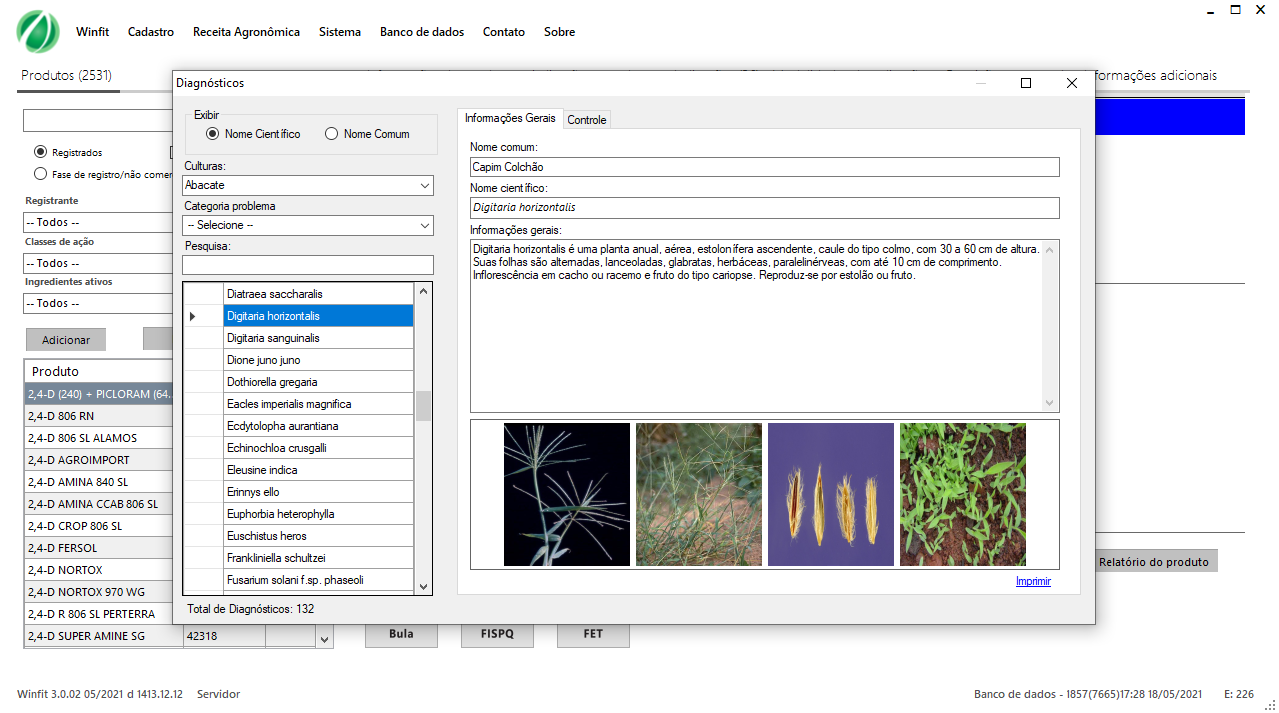 Winfit Cadastro Receita Agronômica Sistema Banco de dados Contato Sobre
Produtos (2531)
formações adicionais
Registrados
Fase de registro/não comer
Registrante
-- Todos --
Classes de ação
-- Todos --
Ingredientes ativos
-- Todos --
Adicionar
Produto
2,4-D (240) + PICLORAM (64...
2,4-D 806 RN
2,4-D 806 SL ALAMOS
2,4-D AGROIMPORT
2,4-D AMINA 840 SL
2,4-D AMINA CCAB 806 SL
2,4-D CROP 806 SL
2,4-D FERSOL
2,4-D NORTOX
2,4-D NORTOX 970 WG
2,4-D R 806 SL PERTERRA
2,4-D SUPER AMINE SG 42318
Diagnósticos
Exibir
Nome Científico Nome Comum
Culturas:
Abacate
Categoria problema
-- Selecione --
Pesquisa:
Diatraea saccharalis
Digitaria horizontalis
Digitaria sanguinalis
Dione juno juno
Dothiorella gregaria
Eacles imperialis magnifica
Ecdytolopha aurantiana
Echinochloa crusgalli
Eleusine indica
Erinnys ello
Euphorbia heterophylla
Euschistus heros
Frankliniella schultzei
Fusarium solani f.sp. phaseoli
Total de Diagnósticos: 132
Informações Gerais Controle
Nome comum:
Capim Colchão
Nome científico:
Digitaria horizontalis
Informações gerais:
Digitaria horizontalis é uma planta anual, aérea, estolonífera ascendente, caule do tipo colmo, com 30 a 60 cm de altura.
Suas folhas são alternadas, lanceoladas, glabratas, herbáceas, paralelinérveas, com até 10 cm de comprimento.
Inflorescência em cacho ou racemo e fruto do tipo cariopse. Reproduz-se por estolão ou fruto.
Imprimir
Relatório do produto
Bula FISPQ FET
Winfit 3.0.02 05/2021 d 1413.12.12 Servidor
Banco de dados - 1857(7665)17:28 18/05/2021 E: 226